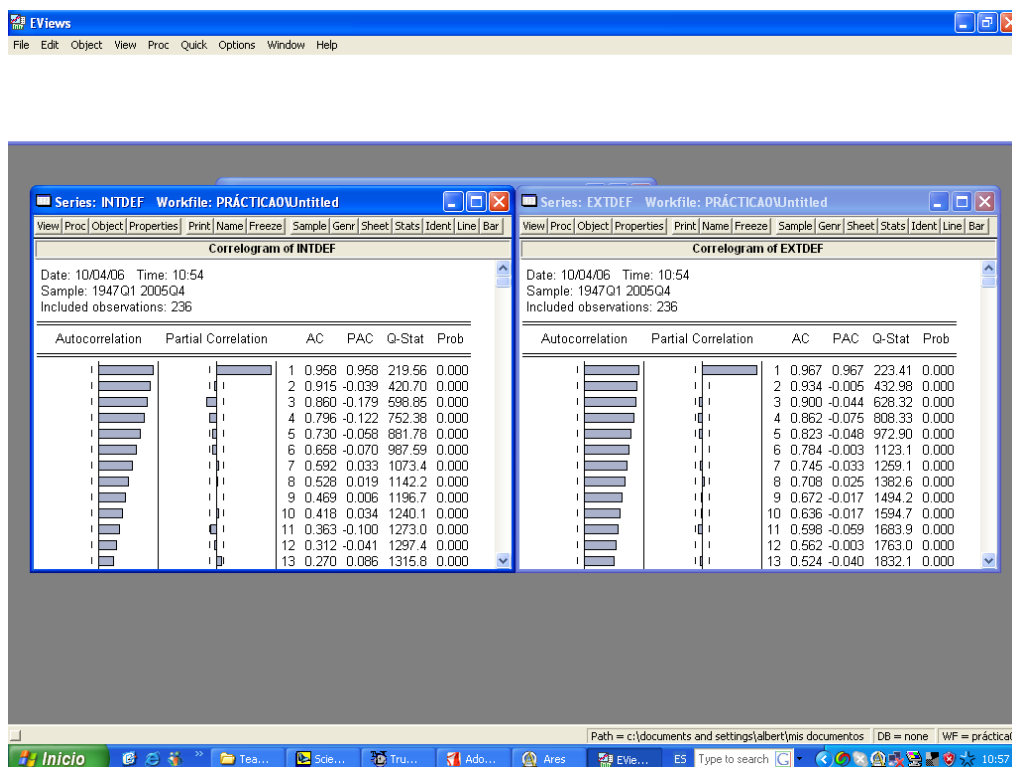 EViews
File Edit Object View Proc Quick Options Window Help
Series: INTDEF Workfile: PRÁCTICA0\Untitled
View Proc Object Properties Print Name Freeze Sample Genr Sheet Stats Ident Line Bar
Correlogram of INTDEF
Date: 10/04/06 Time: 10:54
Sample: 1947Q1 2005Q4
Included observations: 236
Autocorrelation Partial Correlation AC PAC Q-Stat Prob
1 0.958 0.958 219.56 0.000
2 0.915 -0.039 420.70 0.000
3 0.860 -0.179 598.85 0.000
4 0.796 -0.122 752.38 0.000
5 0.730 -0.058 881.78 0.000
6 0.658 -0.070 987.59 0.000
7 0.592 0.033 1073.4 0.000
8 0.528 0.019 1142.2 0.000
9 0.469 0.006 1196.7 0.000
10 0.418 0.034 1240.1 0.000
11 0.363 -0.100 1273.0 0.000
12 0.312 -0.041 1297.4 0.000
13 0.270 0.086 1315.8 0.000
Series: EXTDEF Workfile: PRÁCTICA0\Untitled
View Proc Object Properties Print Name Freeze Sample Genr Sheet Stats Ident Line Bar
Correlogram of EXTDEF
Date: 10/04/06 Time: 10:54
Sample: 1947Q1 2005Q4
Included observations: 236
Autocorrelation Partial Correlation AC PAC Q-Stat Prob
1 0.967 0.967 223.41 0.000
2 0.934 -0.005 432.98 0.000
3 0.900 -0.044 628.32 0.000
4 0.862 -0.075 808.33 0.000
5 0.823 -0.048 972.90 0.000
6 0.784 -0.003 1123.1 0.000
7 0.745 -0.033 1259.1 0.000
8 0.708 0.025 1382.6 0.000
9 0.672 -0.017 1494.2 0.000
10 0.636 -0.017 1594.7 0.000
11 0.598 -0.059 1683.9 0.000
12 0.562 -0.003 1763.0 0.000
13 0.524 -0.040 1832.1 0.000
Path = c:\documents and settings\albert\mis documentos DB = none WF = práctica0
Inicio Tea... Scie... Tru... Ado... Ares EVie... ES Type to search 10:57